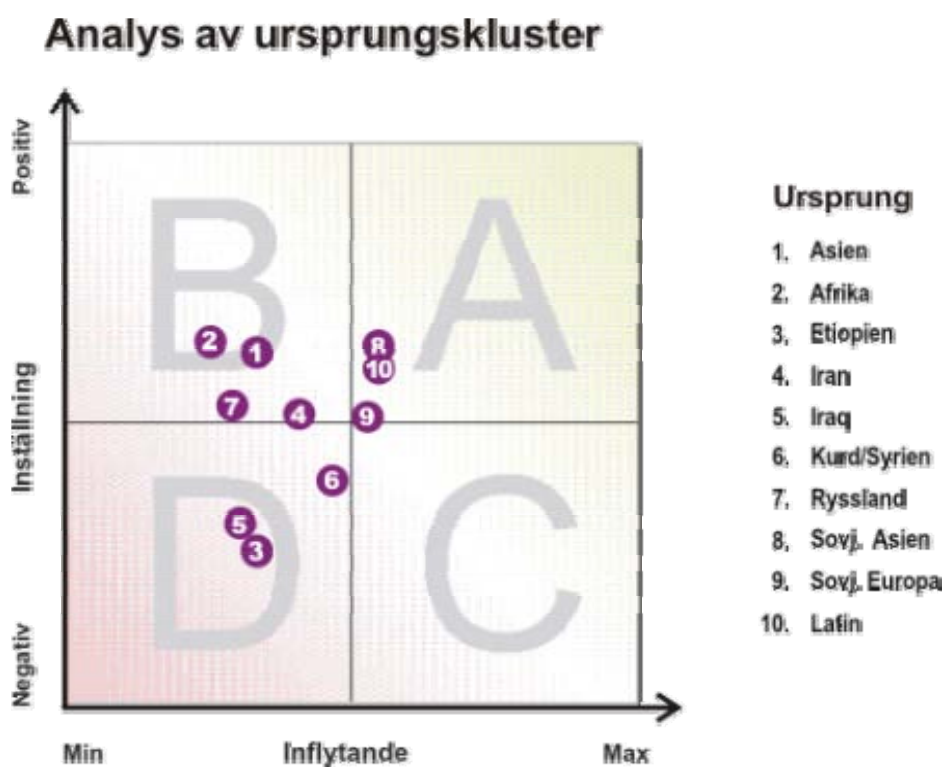 Analys av ursprungskluster
Positiv
Inställning
Negativ
B
A
D
C
2
1
8
10
7
4
9
6
5
3
Min
Inflytande
Max
Ursprung
1. Asien
2. Afrika
3. Etiopien
4. Iran
5. Iraq
6. Kurd/Syrien
7. Ryssland
8. Sovj. Asien
9. Sovj. Europa
10. Latin